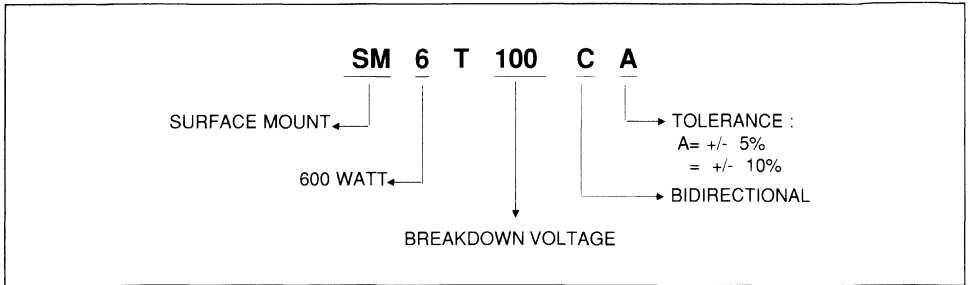 SM 6 T 100 C A
SURFACE MOUNT
TOLERANCE :
A= +/- 5%
= +/- 10%
600 WATT
BIDIRECTIONAL
BREAKDOWN VOLTAGE